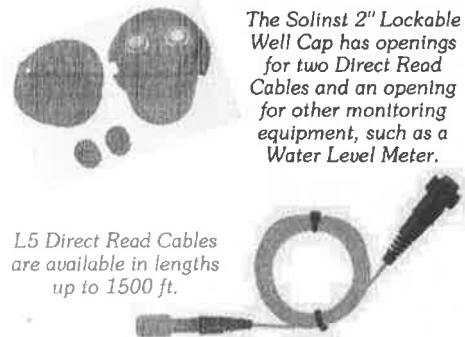 The Solinst 2" Lockable
Well Cap has openings
for two Direct Read
Cables and an opening
for other monitoring
equipment, such as a
Water Level Meter.
L5 Direct Read Cables
are available in lengths
up to 1500 ft.